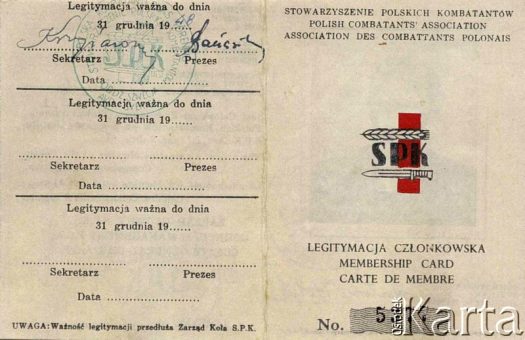 Legitymacja ważna do dnia
31 grudnia 1948
Sekretarz Prezes
Data
SPK
Legitymacja ważna do dnia
31 grudnia 19......
Sekretarz Prezes
Data
Legitymacja ważna do dnia
31 grudnia 19......
Sekretarz Prezes
Data
UWAGA: Ważność legitymacji przedłuża Zarząd Koła S.P.K.
STOWARZYSZENIE POLSKICH KOMBATANTÓW
POLISH COMBATANTS' ASSOCIATION
ASSOCIATION DES COMBATTANTS POLONAIS
SPK
LEGITYMACJA CZŁONKOWSKA
MEMBERSHIP CARD
CARTE DE MEMBRE
No.
Ośrodek
Karta